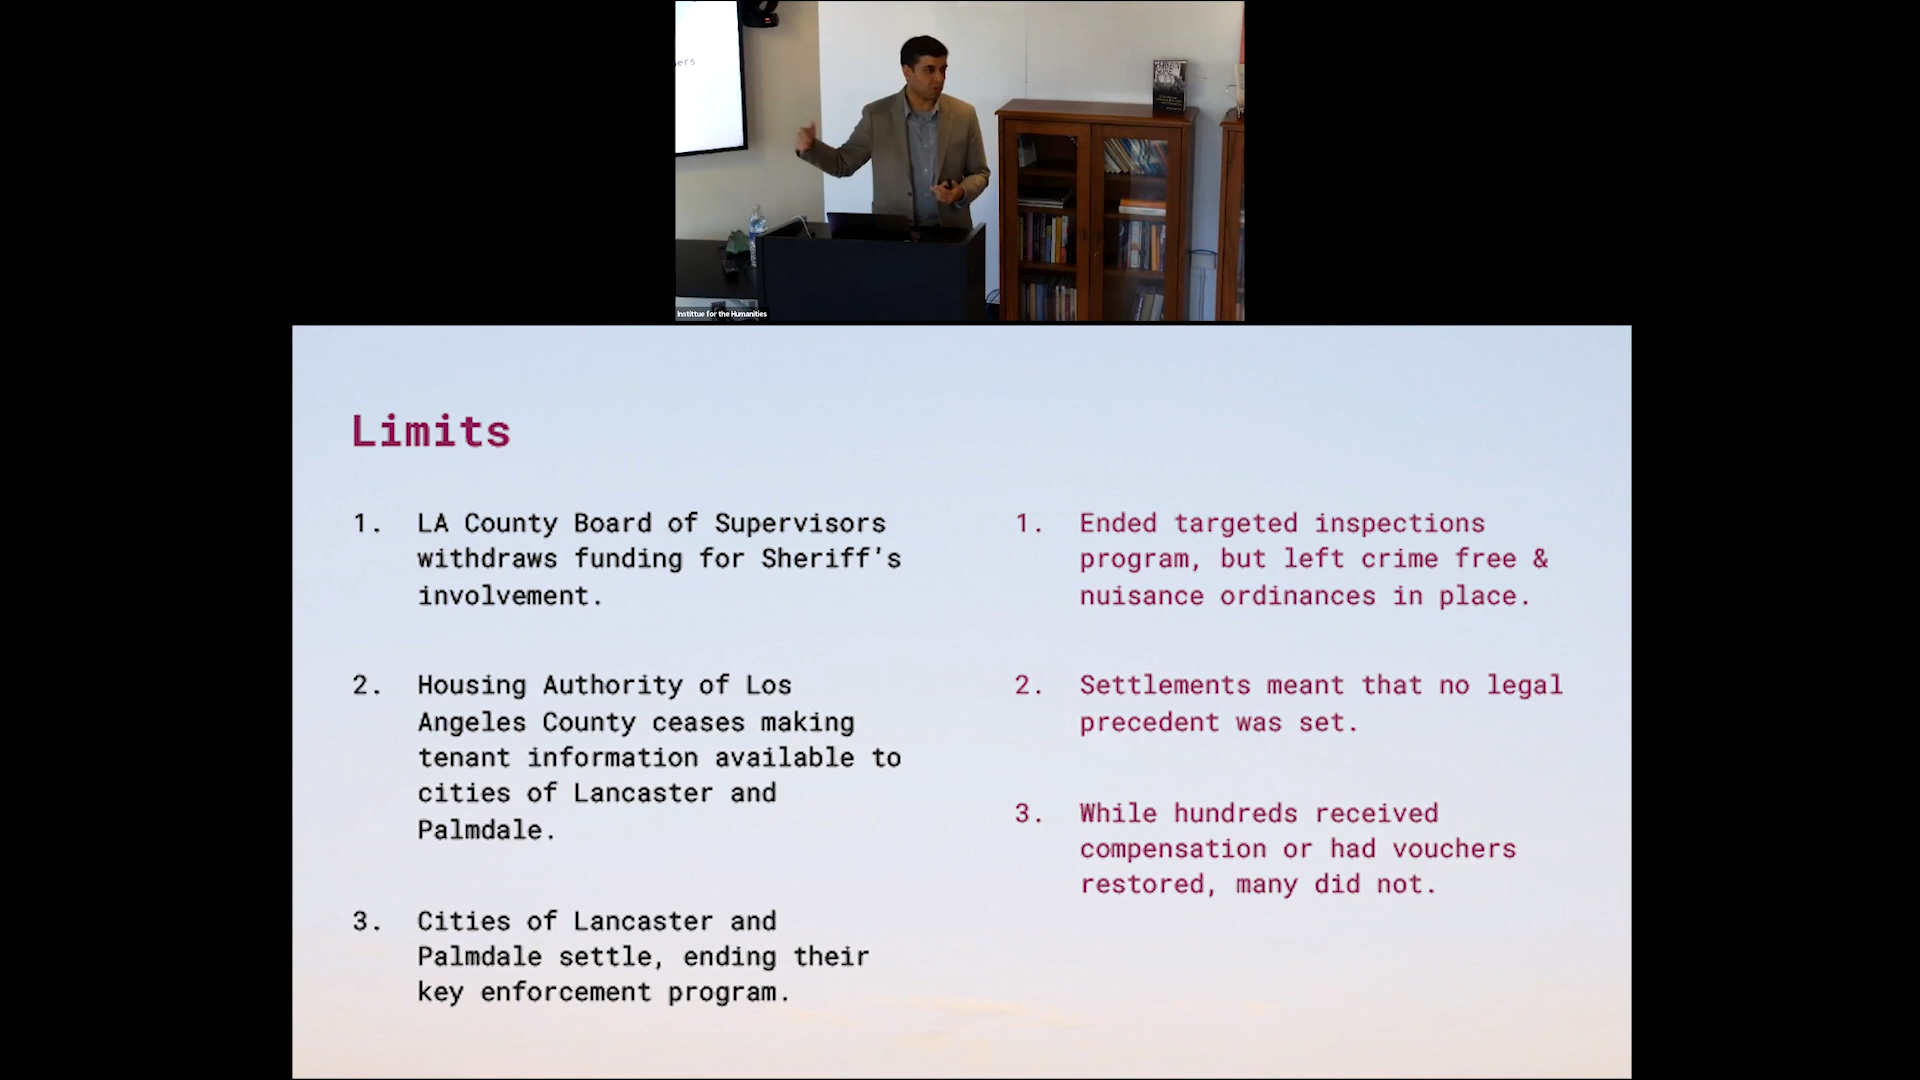 ers
Instittue for the Humanities
Limits
1. LA County Board of Supervisors
withdraws funding for Sheriff's
involvement.
2. Housing Authority of Los
Angeles County ceases making
tenant information available to
cities of Lancaster and
Palmdale.
3. Cities of Lancaster and
Palmdale settle, ending their
key enforcement program.
1. Ended targeted inspections
program, but left crime free &
nuisance ordinances in place.
2. Settlements meant that no legal
precedent was set.
3. While hundreds received
compensation or had vouchers
restored, many did not.